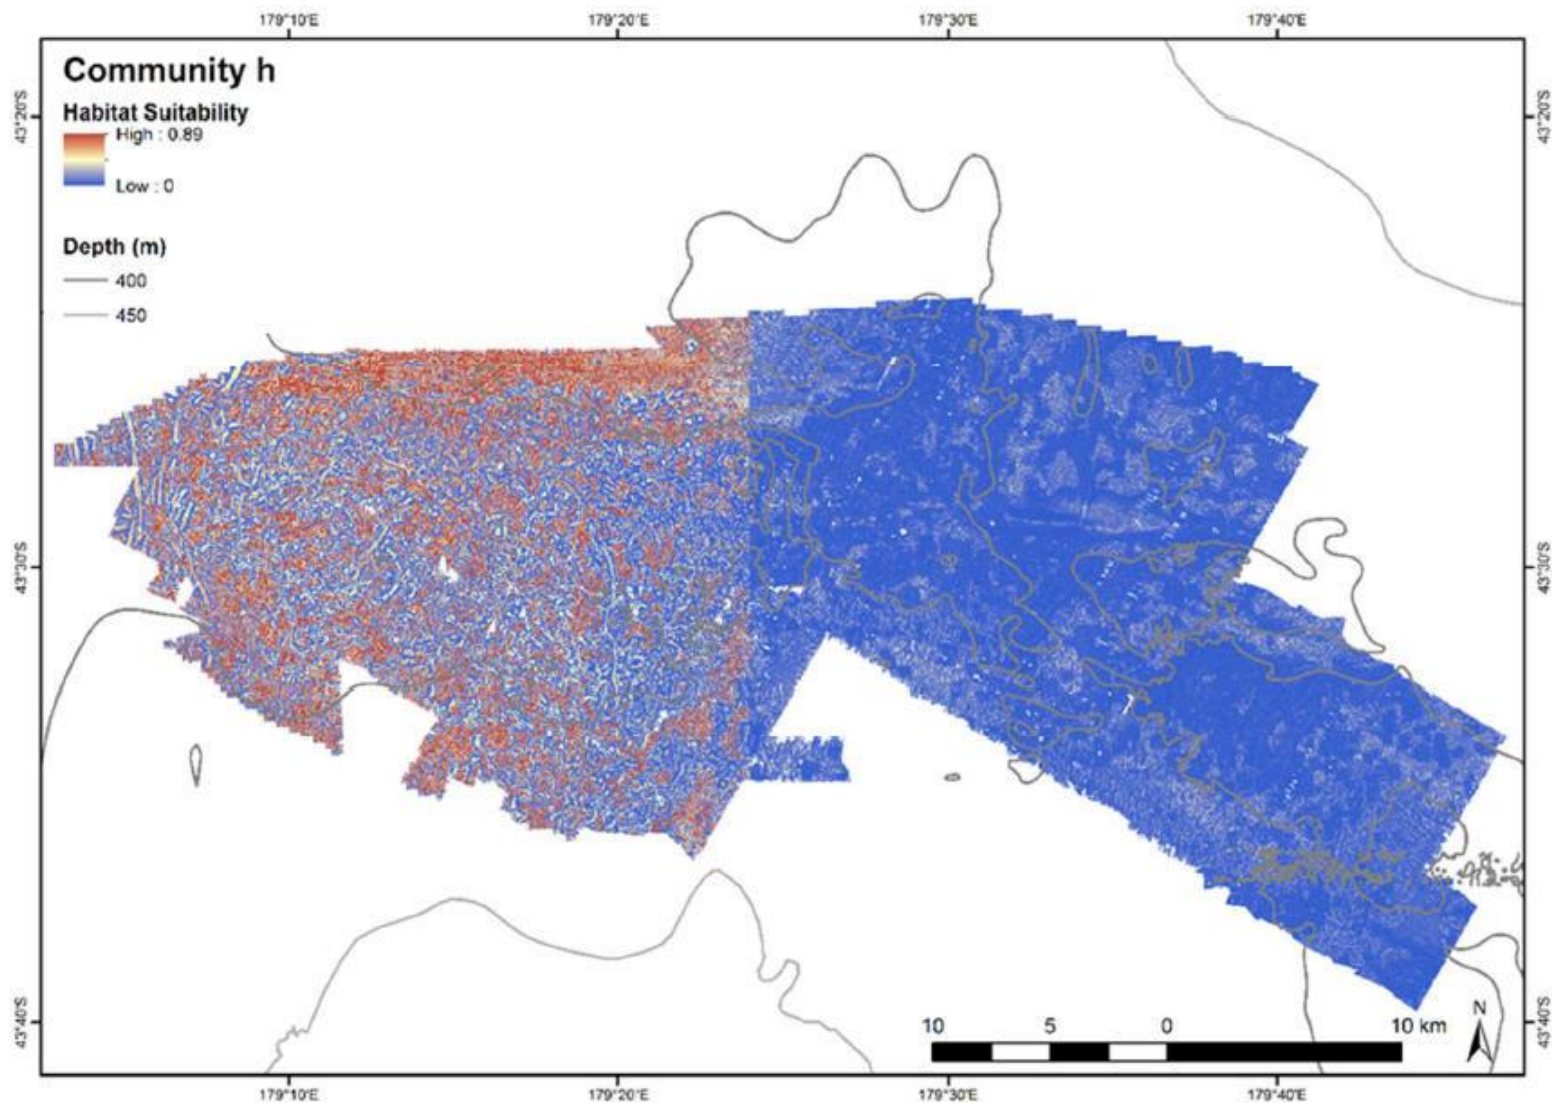 179°10'E 179°20'E 179°30'E 179°40'E
Community h
Habitat Suitability
High : 0.89
Low : 0
Depth (m)
400
450
43°20'S 43°20'S
43°30'S 43°30'S
43°40'S 43°40'S
N
10 5 0 10 km
179°10'E 179°20'E 179°30'E 179°40'E